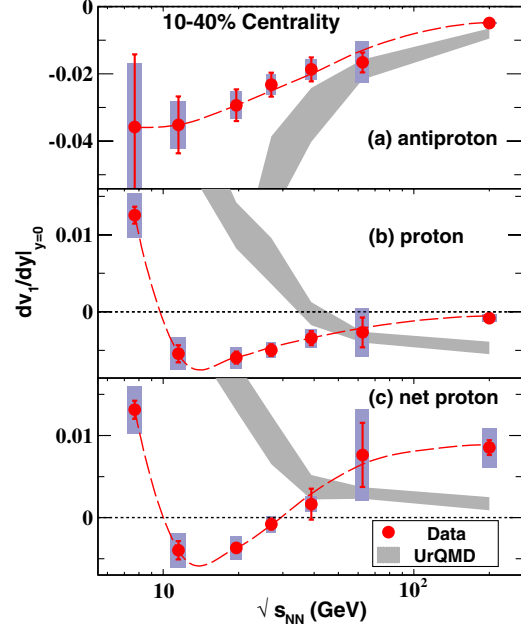 10-40% Centrality
0
-0.02
-0.04
(a) antiproton
dv₁/dy|y=0
0.01
0
(b) proton
(c) net proton
0.01
0
Data
UrQMD
10
10²
√ sNN (GeV)